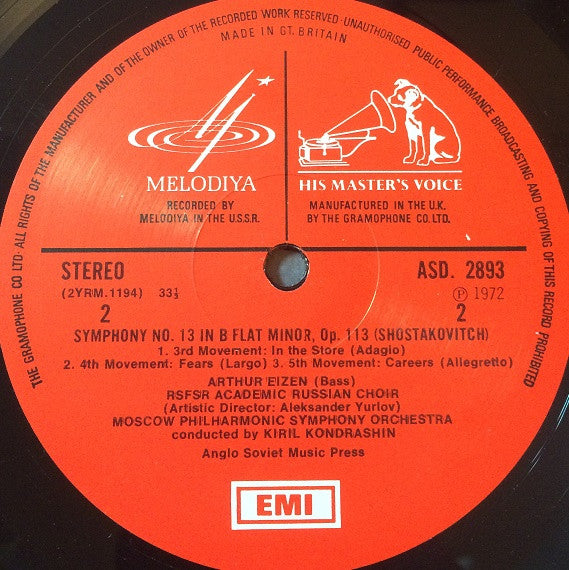 THE GRAMOPHONE CO LTD·ALL RIGHTS OF THE MANUFACTURER AND OF THE OWNER OF THE RECORDED WORK RESERVED·UNAUTHORISED PUBLIC PERFORMANCE BROADCASTING AND COPYING OF THIS RECORD PROHIBITED
MADE IN GT. BRITAIN
MELODIYA
RECORDED BY
MELODIYA IN THE U.S.S.R.
HIS MASTER'S VOICE
MANUFACTURED IN THE U.K.
BY THE GRAMOPHONE CO. LTD.
STEREO ASD. 2893
(2YRM.1194) 33⅓ Ⓟ 1972
2 2
SYMPHONY NO. 13 IN B FLAT MINOR, Op. 113 (SHOSTAKOVITCH)
1. 3rd Movement: In the Store (Adagio)
2. 4th Movement: Fears (Largo) 3. 5th Movement: Careers (Allegretto)
ARTHUR EIZEN (Bass)
RSFSR ACADEMIC RUSSIAN CHOIR
(Artistic Director: Aleksander Yurlov)
MOSCOW PHILHARMONIC SYMPHONY ORCHESTRA
conducted by KIRIL KONDRASHIN
Anglo Soviet Music Press
EMI